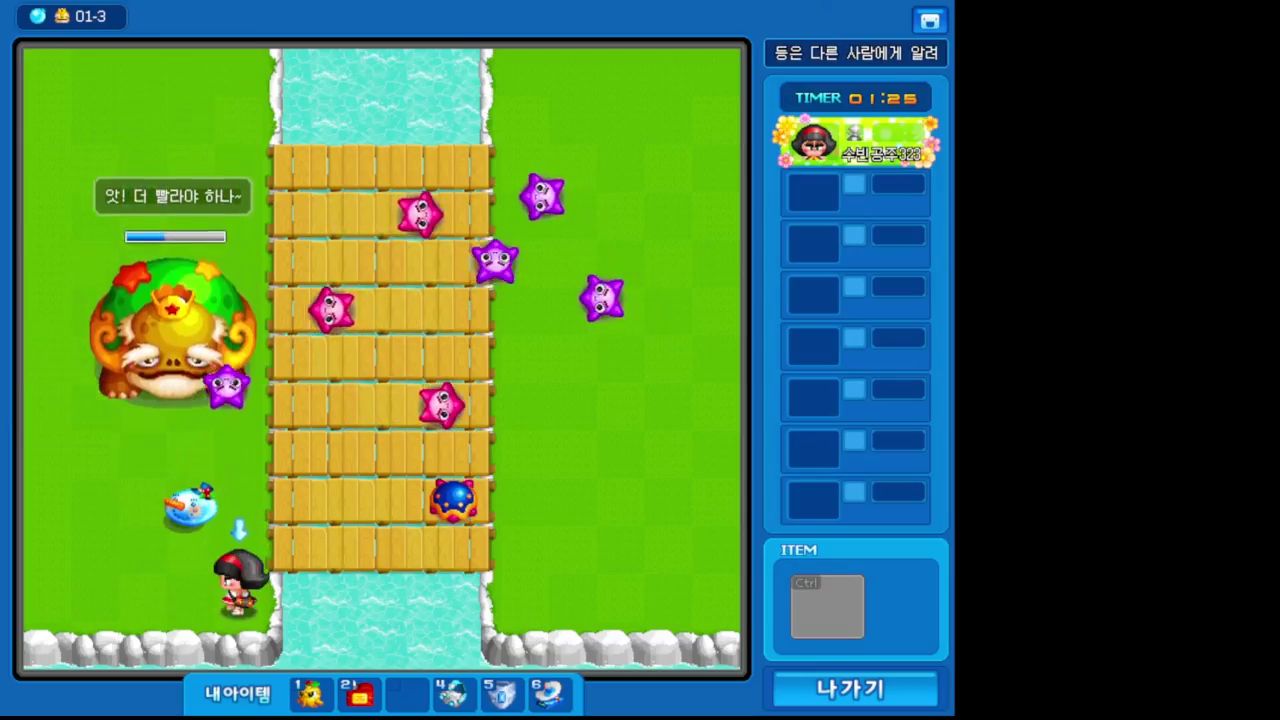 01-3
등은 다른 사람에게 알려
TIMER 01:25
수빈공주323
앗! 더 빨라야 하나~
ITEM
Ctrl
내 아이템
1
2
4
5
6
나가기